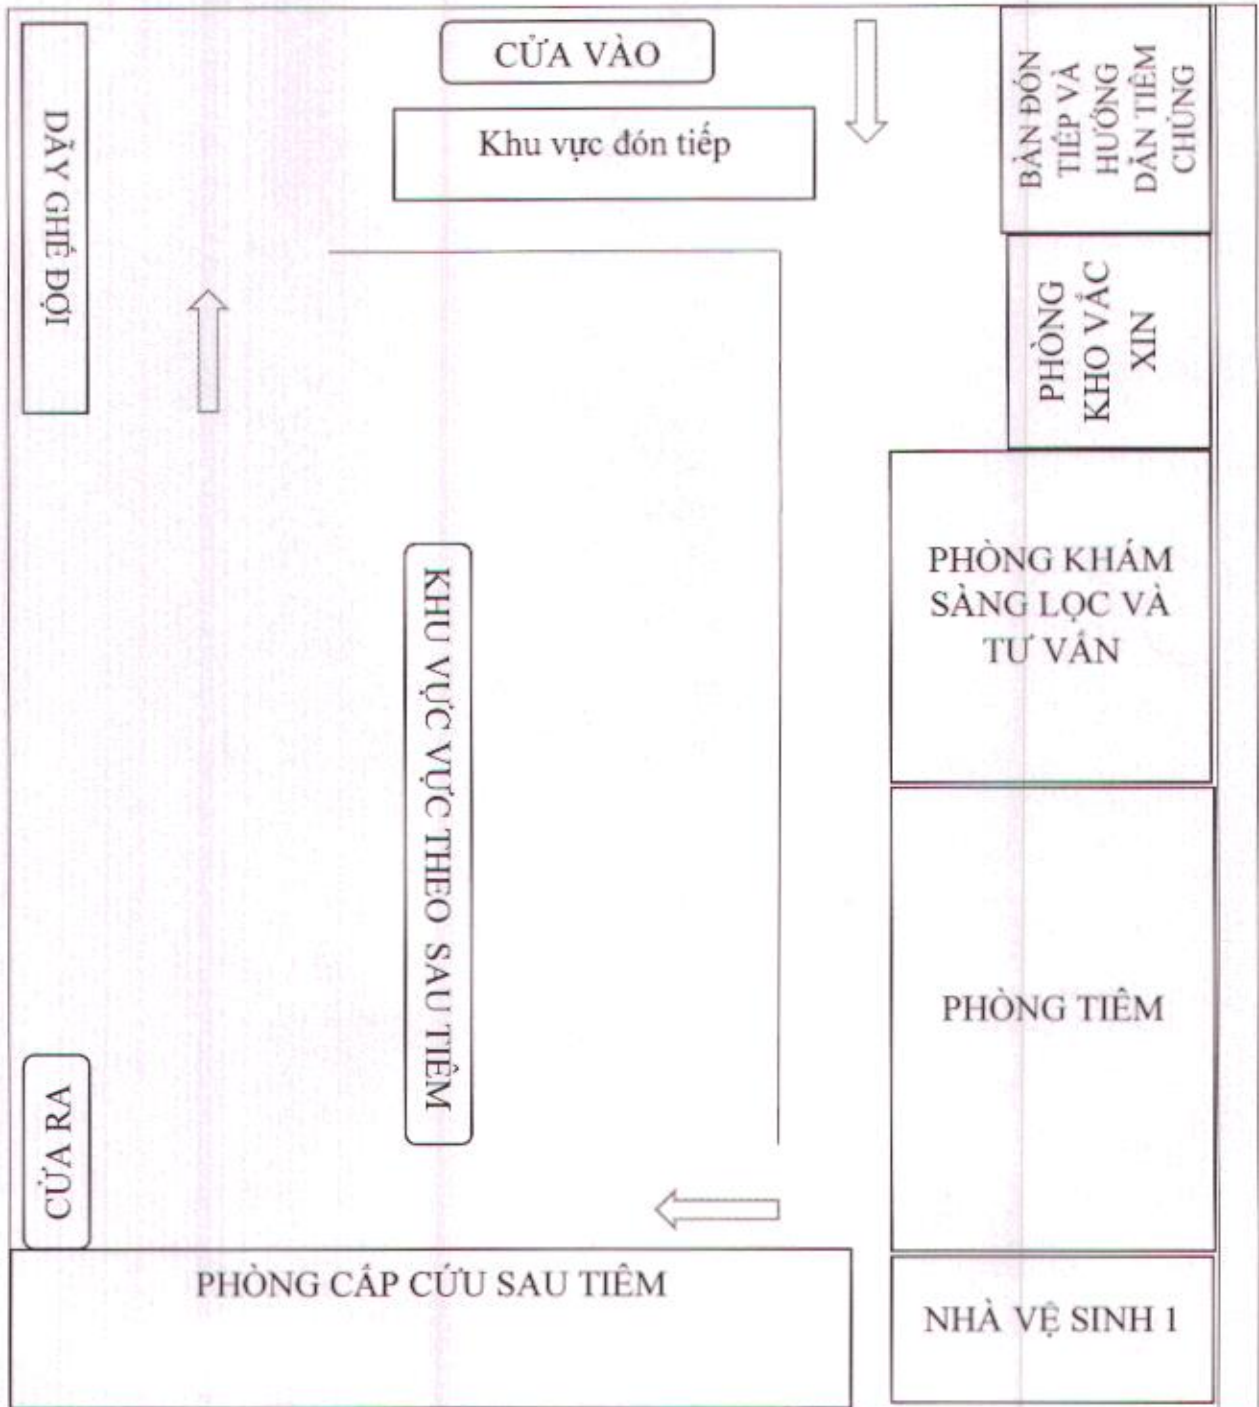 CỬA VÀO
Khu vực đón tiếp
BÀN ĐÓN
TIẾP VÀ
HƯỚNG
DẪN TIÊM
CHỦNG
DÃY GHẾ ĐỢI
PHÒNG
KHO VẮC
XIN
PHÒNG KHÁM
SÀNG LỌC VÀ
TƯ VẤN
KHU VỰC VỰC THEO SAU TIÊM
PHÒNG TIÊM
CỬA RA
PHÒNG CẤP CỨU SAU TIÊM
NHÀ VỆ SINH 1